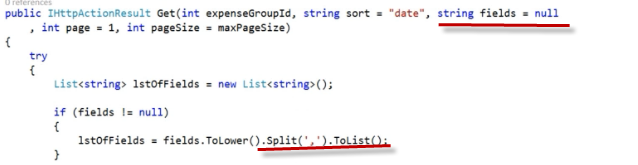 0 references
public IHttpActionResult Get(int expenseGroupId, string sort = "date", string fields = null
, int page = 1, int pageSize = maxPageSize)
{
try
{
List<string> lstOfFields = new List<string>();
if (fields != null)
{
lstOfFields = fields.ToLower().Split(',').ToList();
}